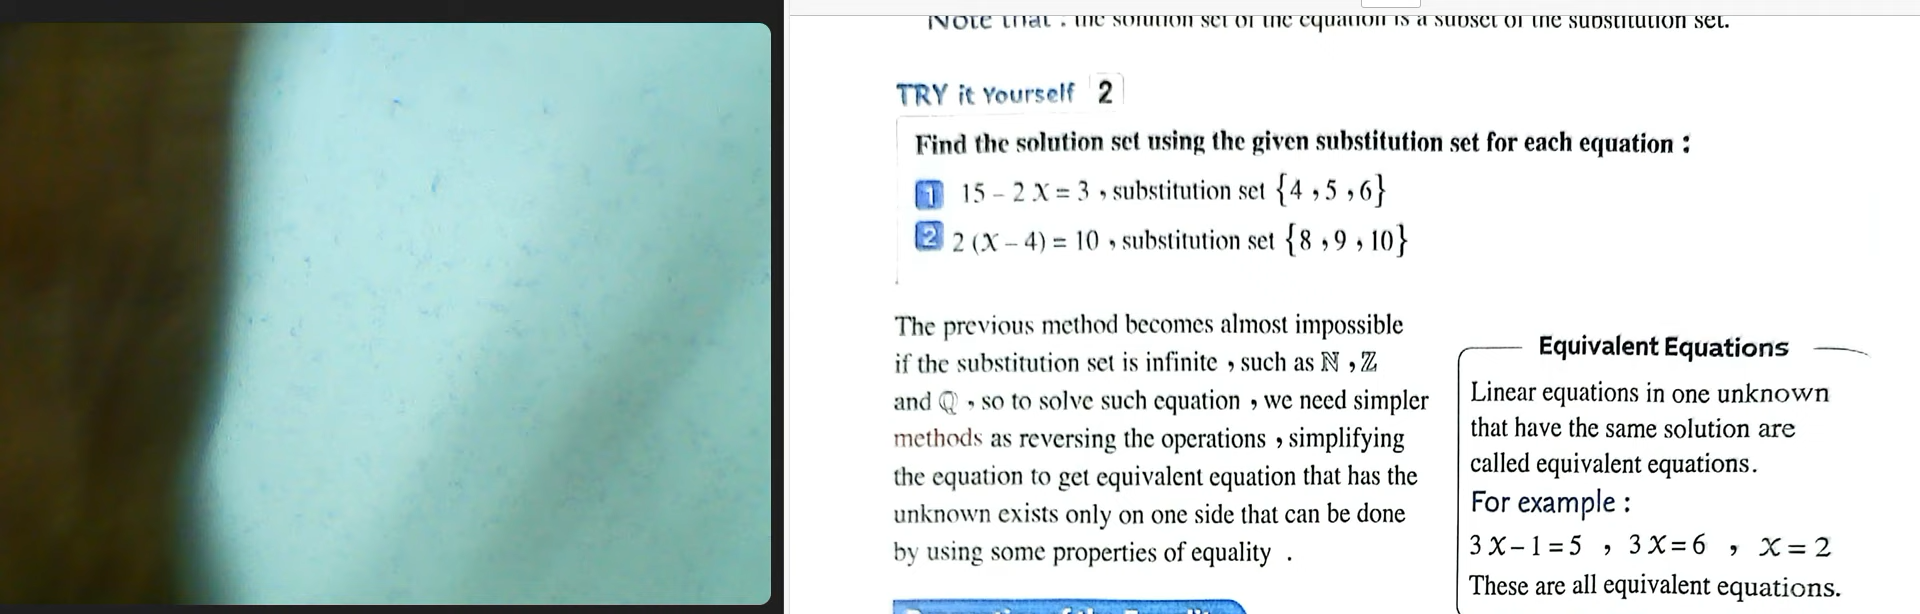 Note that : the solution set of the equation is a subset of the substitution set.
TRY it Yourself 2
Find the solution set using the given substitution set for each equation :
1 15 – 2 X = 3 , substitution set {4 , 5 , 6}
2 2 (X – 4) = 10 , substitution set {8 , 9 , 10}
The previous method becomes almost impossible
if the substitution set is infinite , such as ℕ , ℤ
and ℚ , so to solve such equation , we need simpler
methods as reversing the operations , simplifying
the equation to get equivalent equation that has the
unknown exists only on one side that can be done
by using some properties of equality .
Equivalent Equations
Linear equations in one unknown
that have the same solution are
called equivalent equations.
For example :
3 X – 1 = 5 , 3 X = 6 , X = 2
These are all equivalent equations.